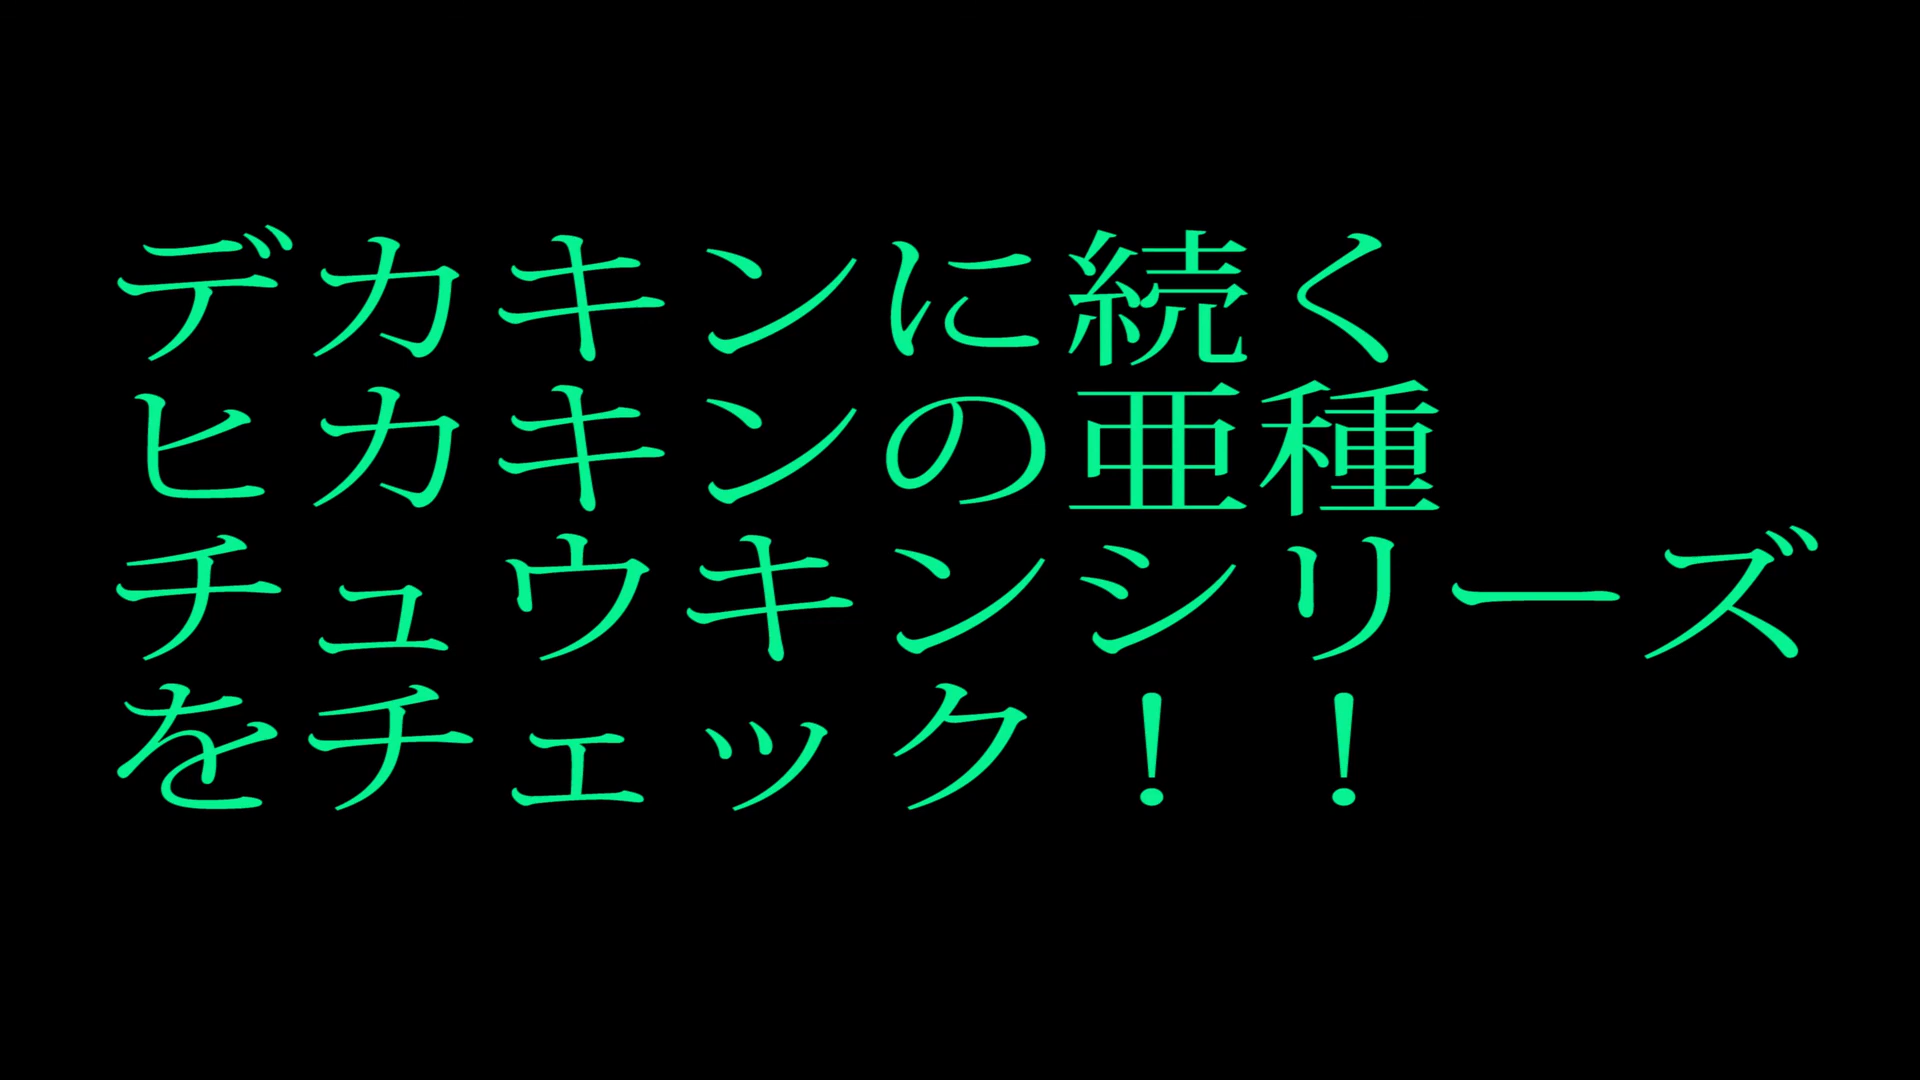 デカキンに続く
ヒカキンの亜種
チュウキンシリーズ
をチェック！！